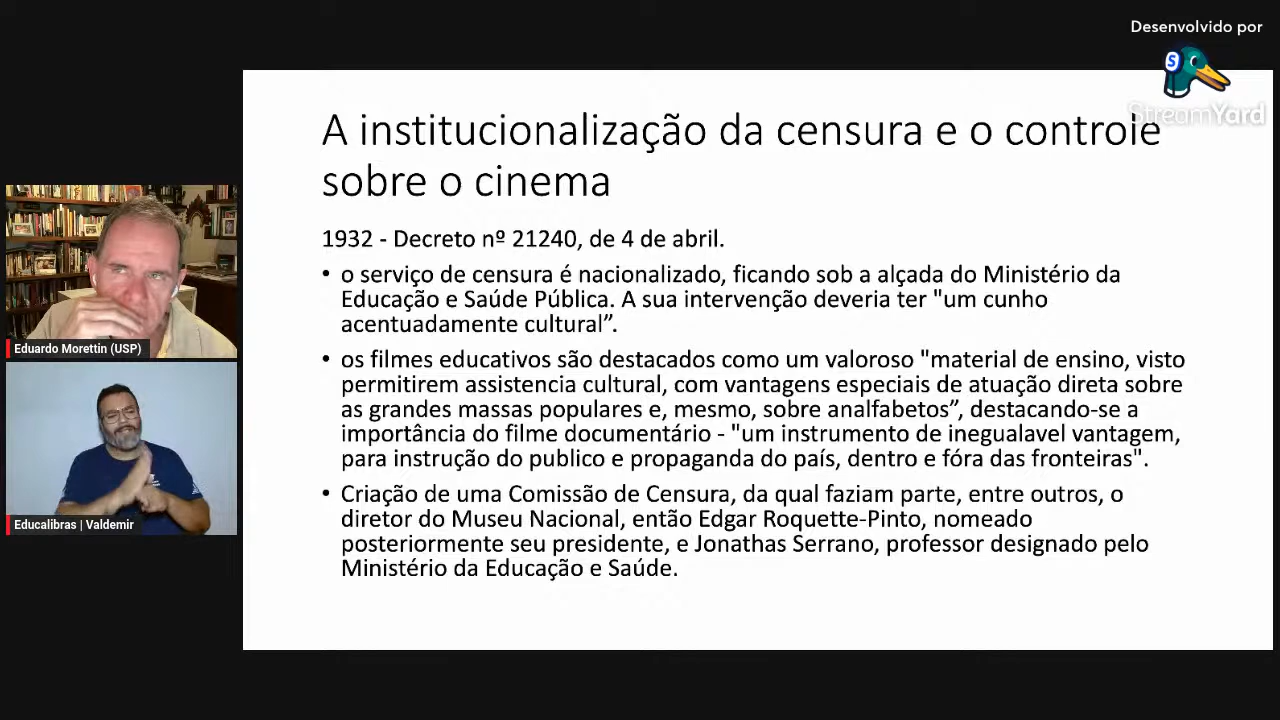 Desenvolvido por
StreamYard
A institucionalização da censura e o controle
sobre o cinema
1932 - Decreto nº 21240, de 4 de abril.
• o serviço de censura é nacionalizado, ficando sob a alçada do Ministério da
Educação e Saúde Pública. A sua intervenção deveria ter "um cunho
acentuadamente cultural”.
• os filmes educativos são destacados como um valoroso "material de ensino, visto
permitirem assistencia cultural, com vantagens especiais de atuação direta sobre
as grandes massas populares e, mesmo, sobre analfabetos”, destacando-se a
importância do filme documentário - "um instrumento de inegualavel vantagem,
para instrução do publico e propaganda do país, dentro e fóra das fronteiras".
• Criação de uma Comissão de Censura, da qual faziam parte, entre outros, o
diretor do Museu Nacional, então Edgar Roquette-Pinto, nomeado
posteriormente seu presidente, e Jonathas Serrano, professor designado pelo
Ministério da Educação e Saúde.
Eduardo Morettin (USP)
Educalibras | Valdemir